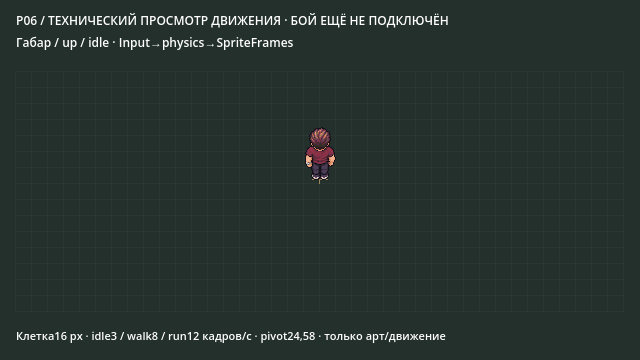 P06 / ТЕХНИЧЕСКИЙ ПРОСМОТР ДВИЖЕНИЯ · БОЙ ЕЩЁ НЕ ПОДКЛЮЧЁН
Габар / up / idle · Input→physics→SpriteFrames
Клетка16 px · idle3 / walk8 / run12 кадров/с · pivot24,58 · только арт/движение